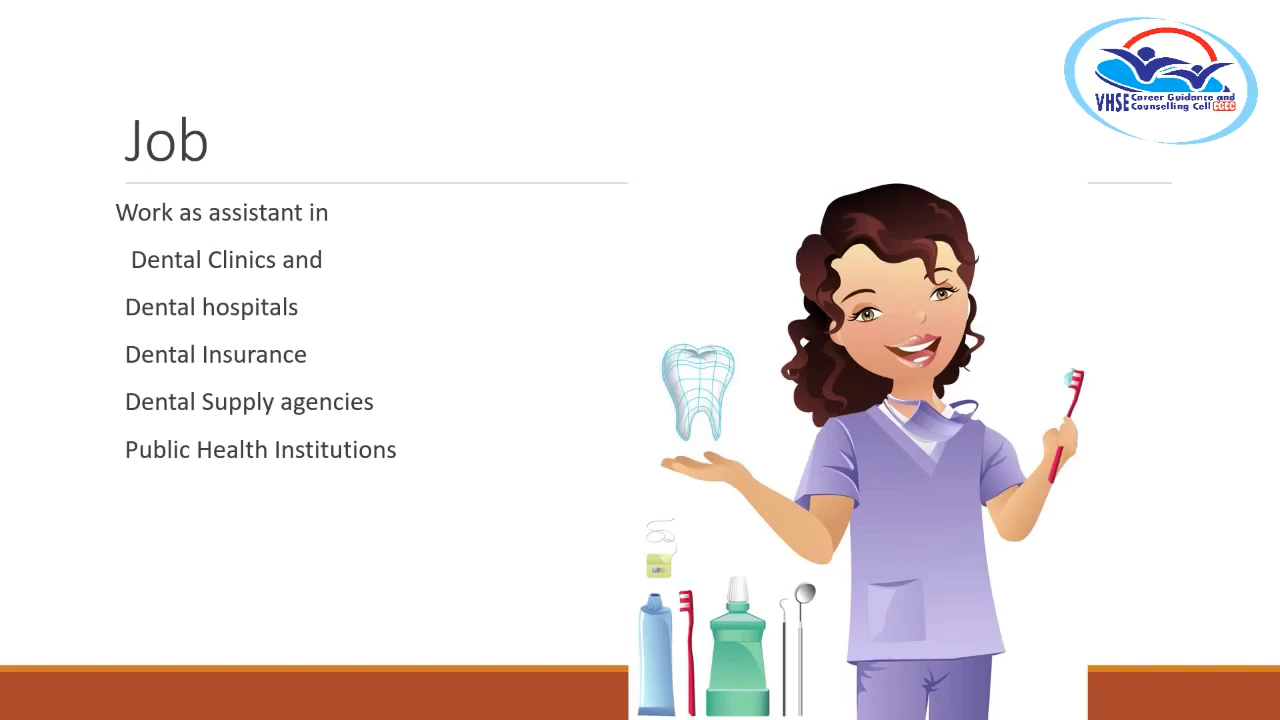 VHSE Career Guidance and
Counselling Cell CGCC
Job
Work as assistant in
Dental Clinics and
Dental hospitals
Dental Insurance
Dental Supply agencies
Public Health Institutions